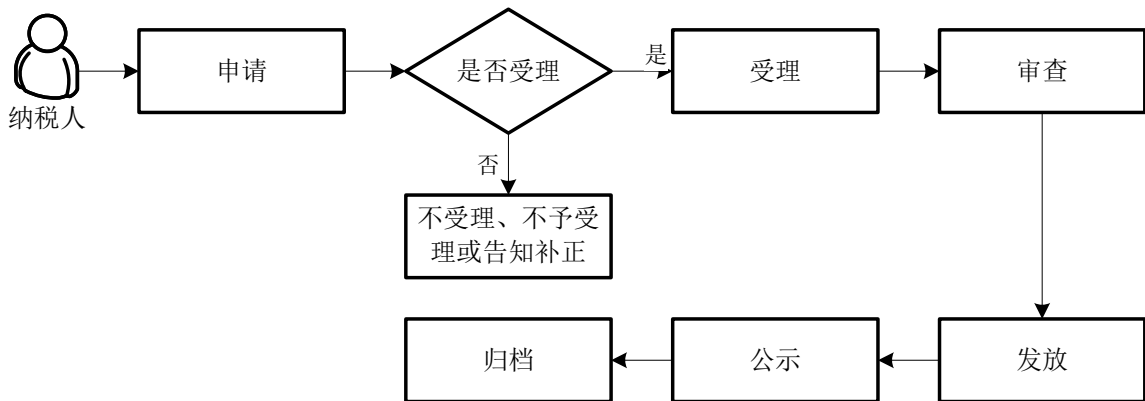 纳税人
申请
是否受理
是
受理
审查
否
不受理、不予受
理或告知补正
发放
公示
归档